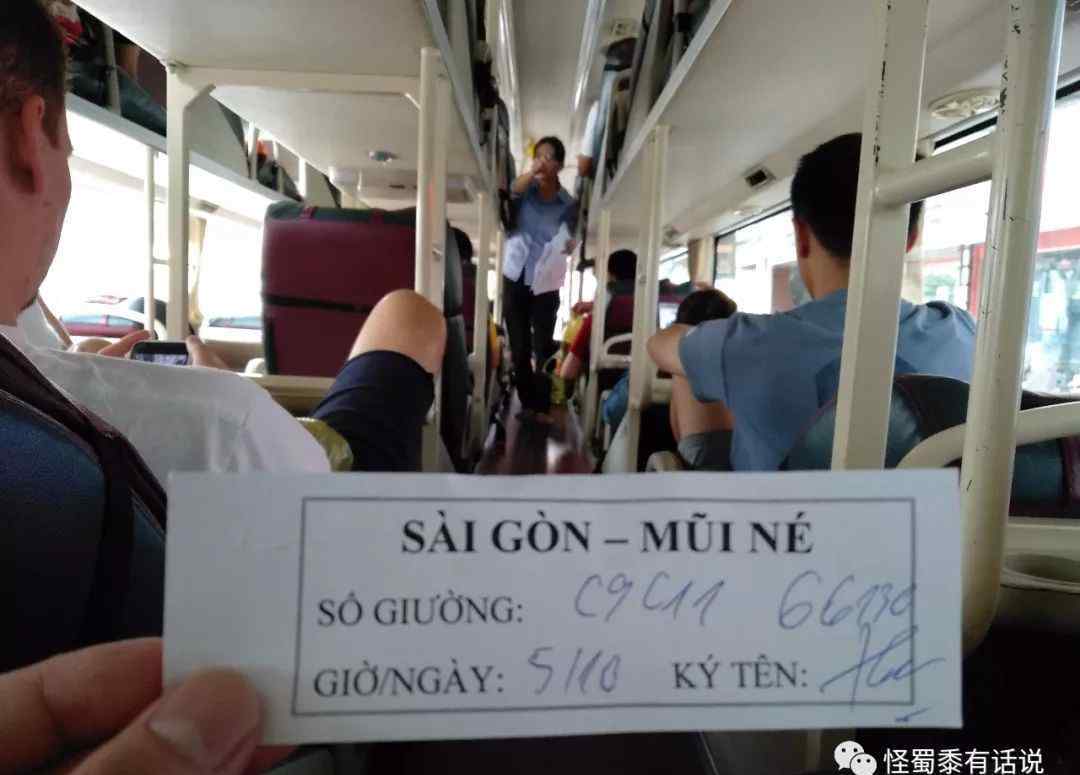 SÀI GÒN – MŨI NÉ
SÔ GIƯỜNG: C9 C11 66130
GIỜ/NGÀY: 5/10 KÝ TÊN:
怪蜀黍有话说